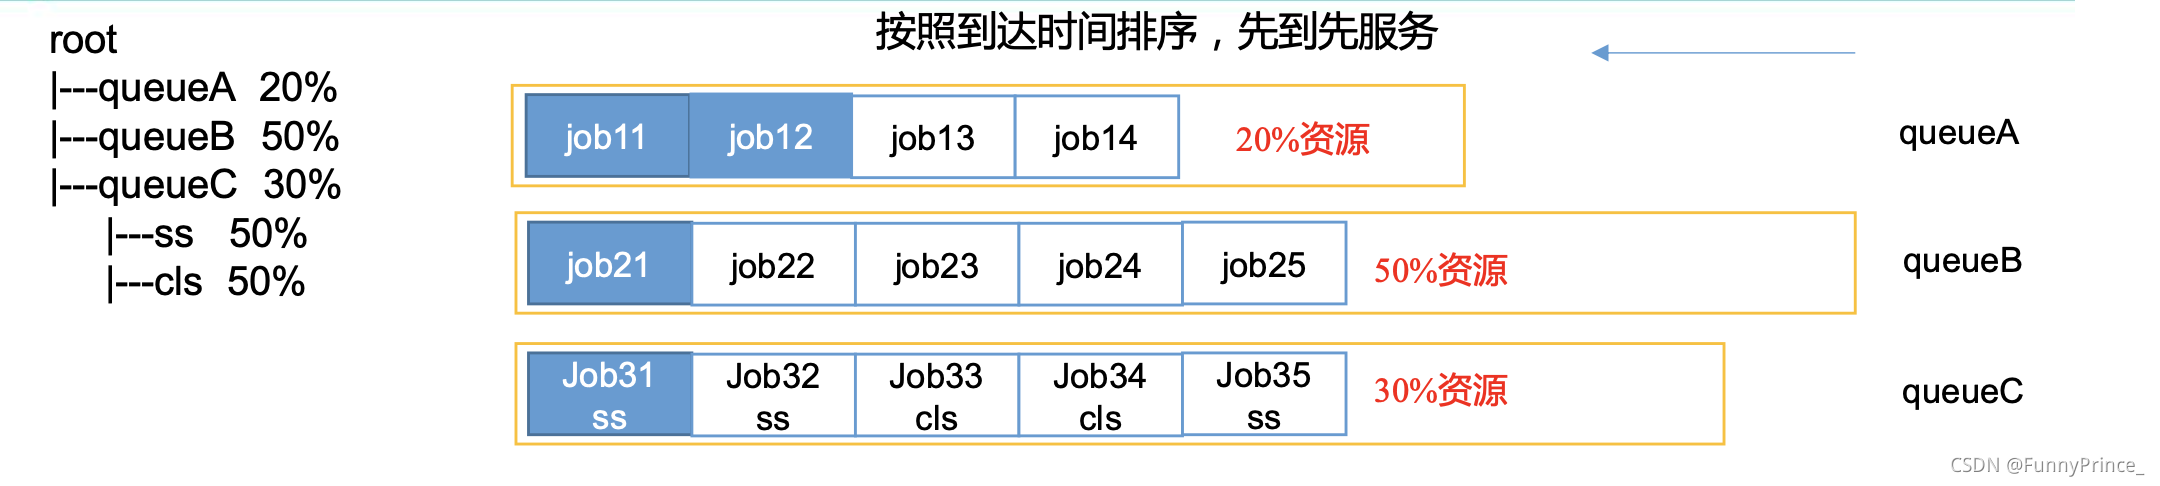 按照到达时间排序，先到先服务
root
|---queueA 20%
|---queueB 50%
|---queueC 30%
|---ss 50%
|---cls 50%
job11 job12 job13 job14 20%资源 queueA
job21 job22 job23 job24 job25 50%资源 queueB
Job31 Job32 Job33 Job34 Job35 30%资源 queueC
ss ss cls cls ss
CSDN @FunnyPrince_